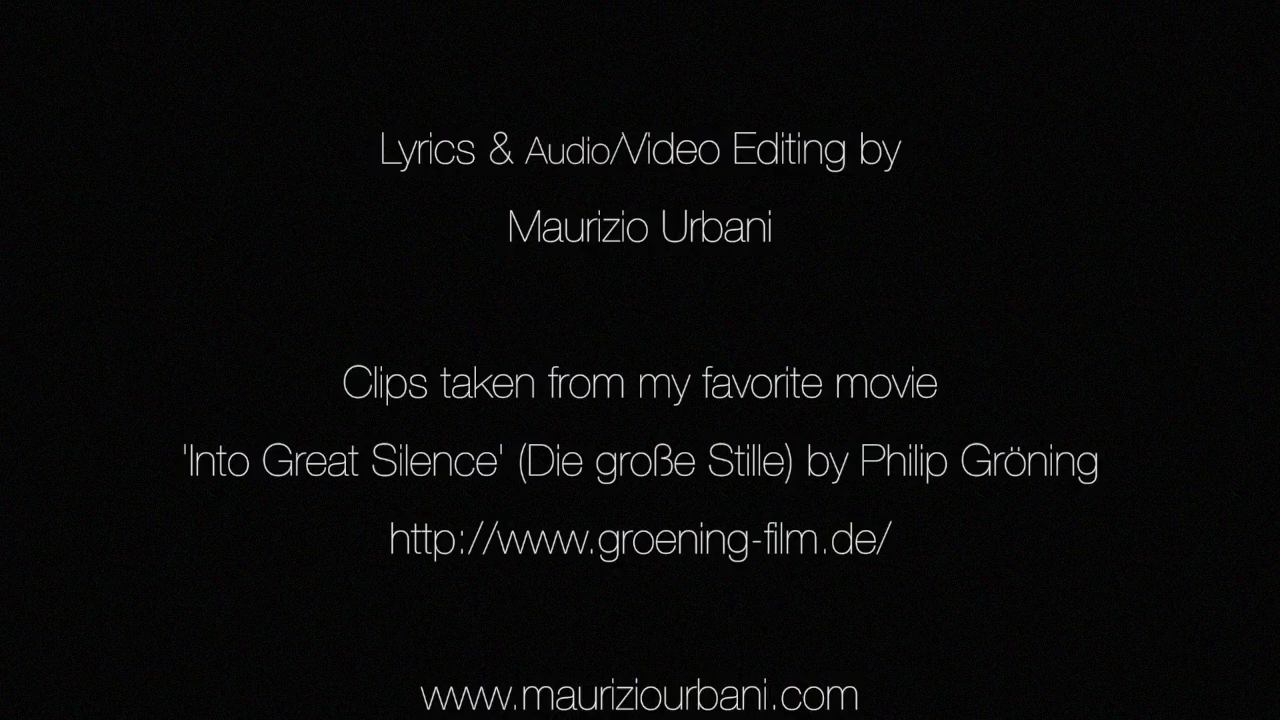 Lyrics & Audio/Video Editing by
Maurizio Urbani
Clips taken from my favorite movie
'Into Great Silence' (Die große Stille) by Philip Gröning
http://www.groening-film.de/
www.mauriziourbani.com